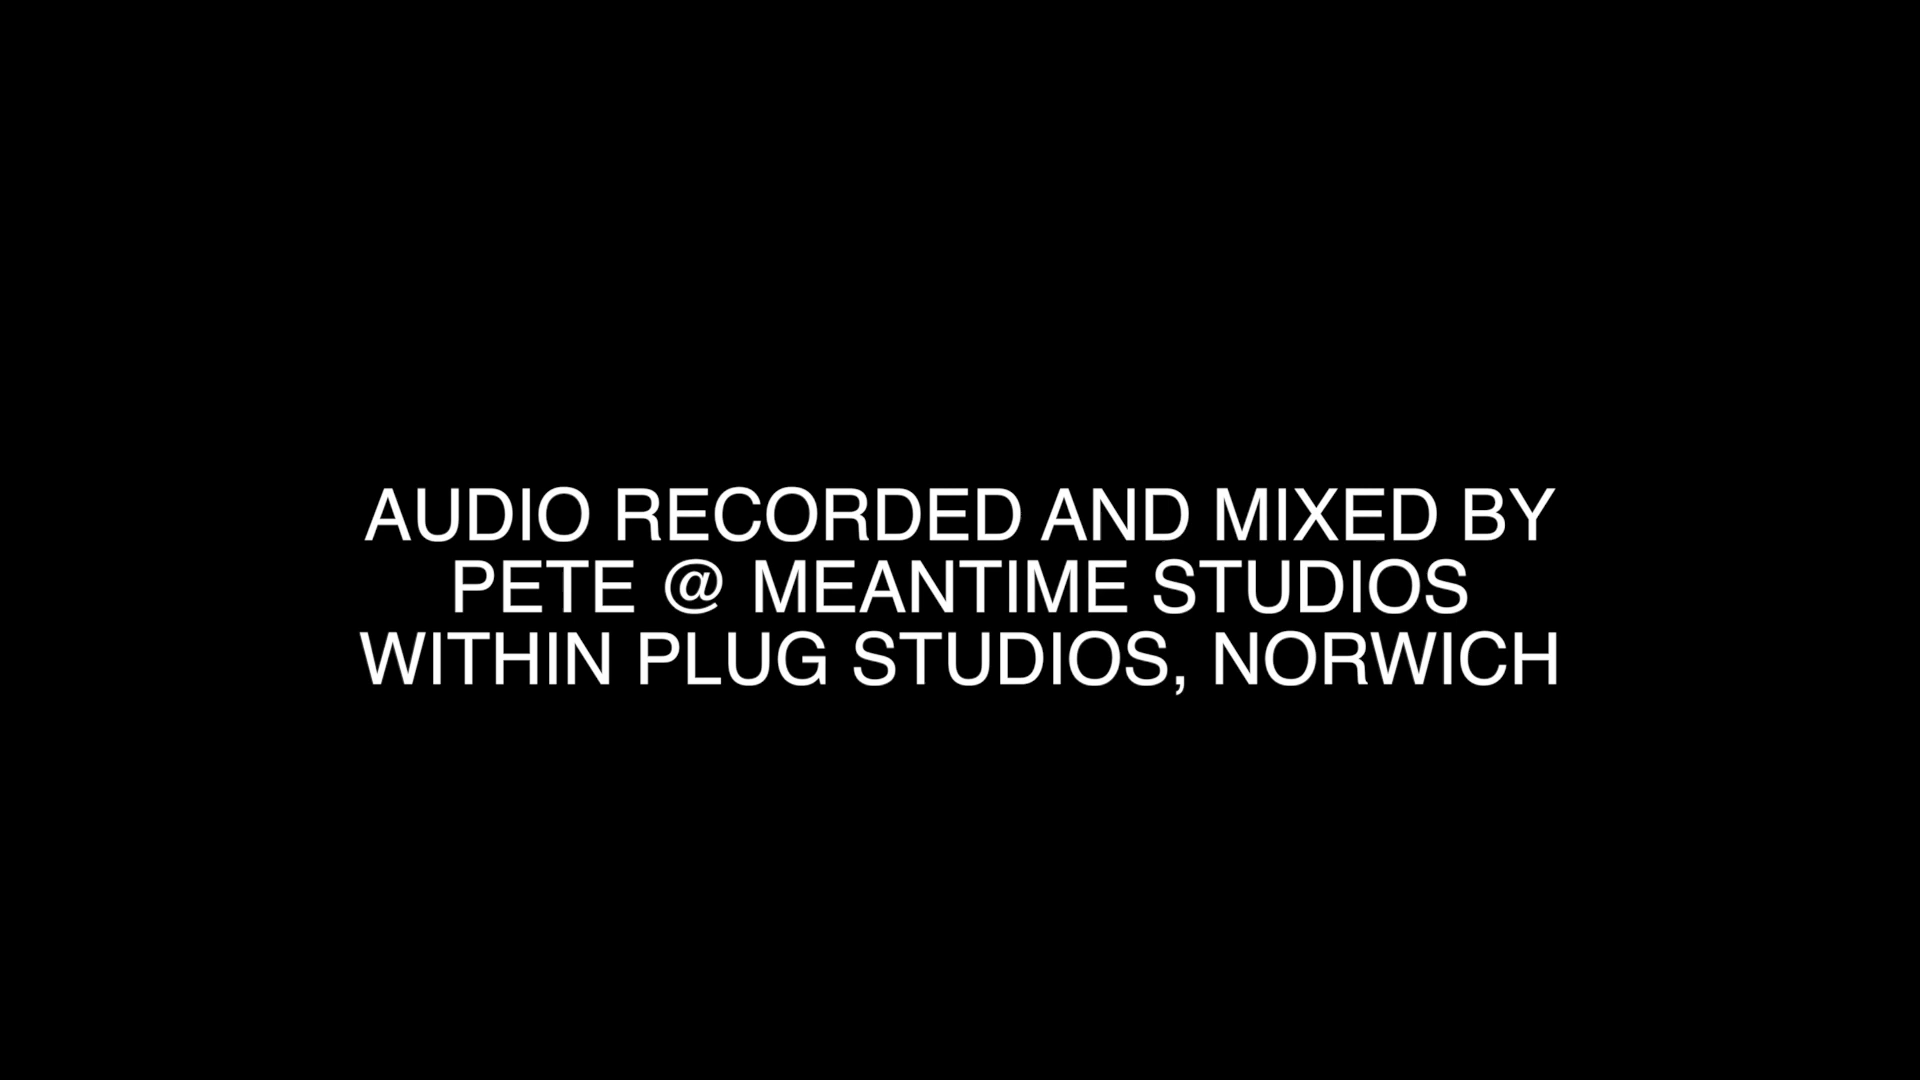 AUDIO RECORDED AND MIXED BY
PETE @ MEANTIME STUDIOS
WITHIN PLUG STUDIOS, NORWICH